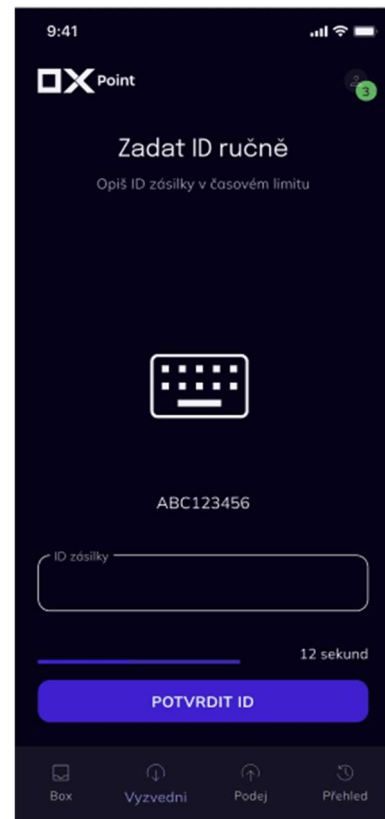 9:41
OX Point
3
Zadat ID ručně
Opiš ID zásilky v časovém limitu
ABC123456
ID zásilky
12 sekund
POTVRDIT ID
Box
Vyzvedni
Podej
Přehled